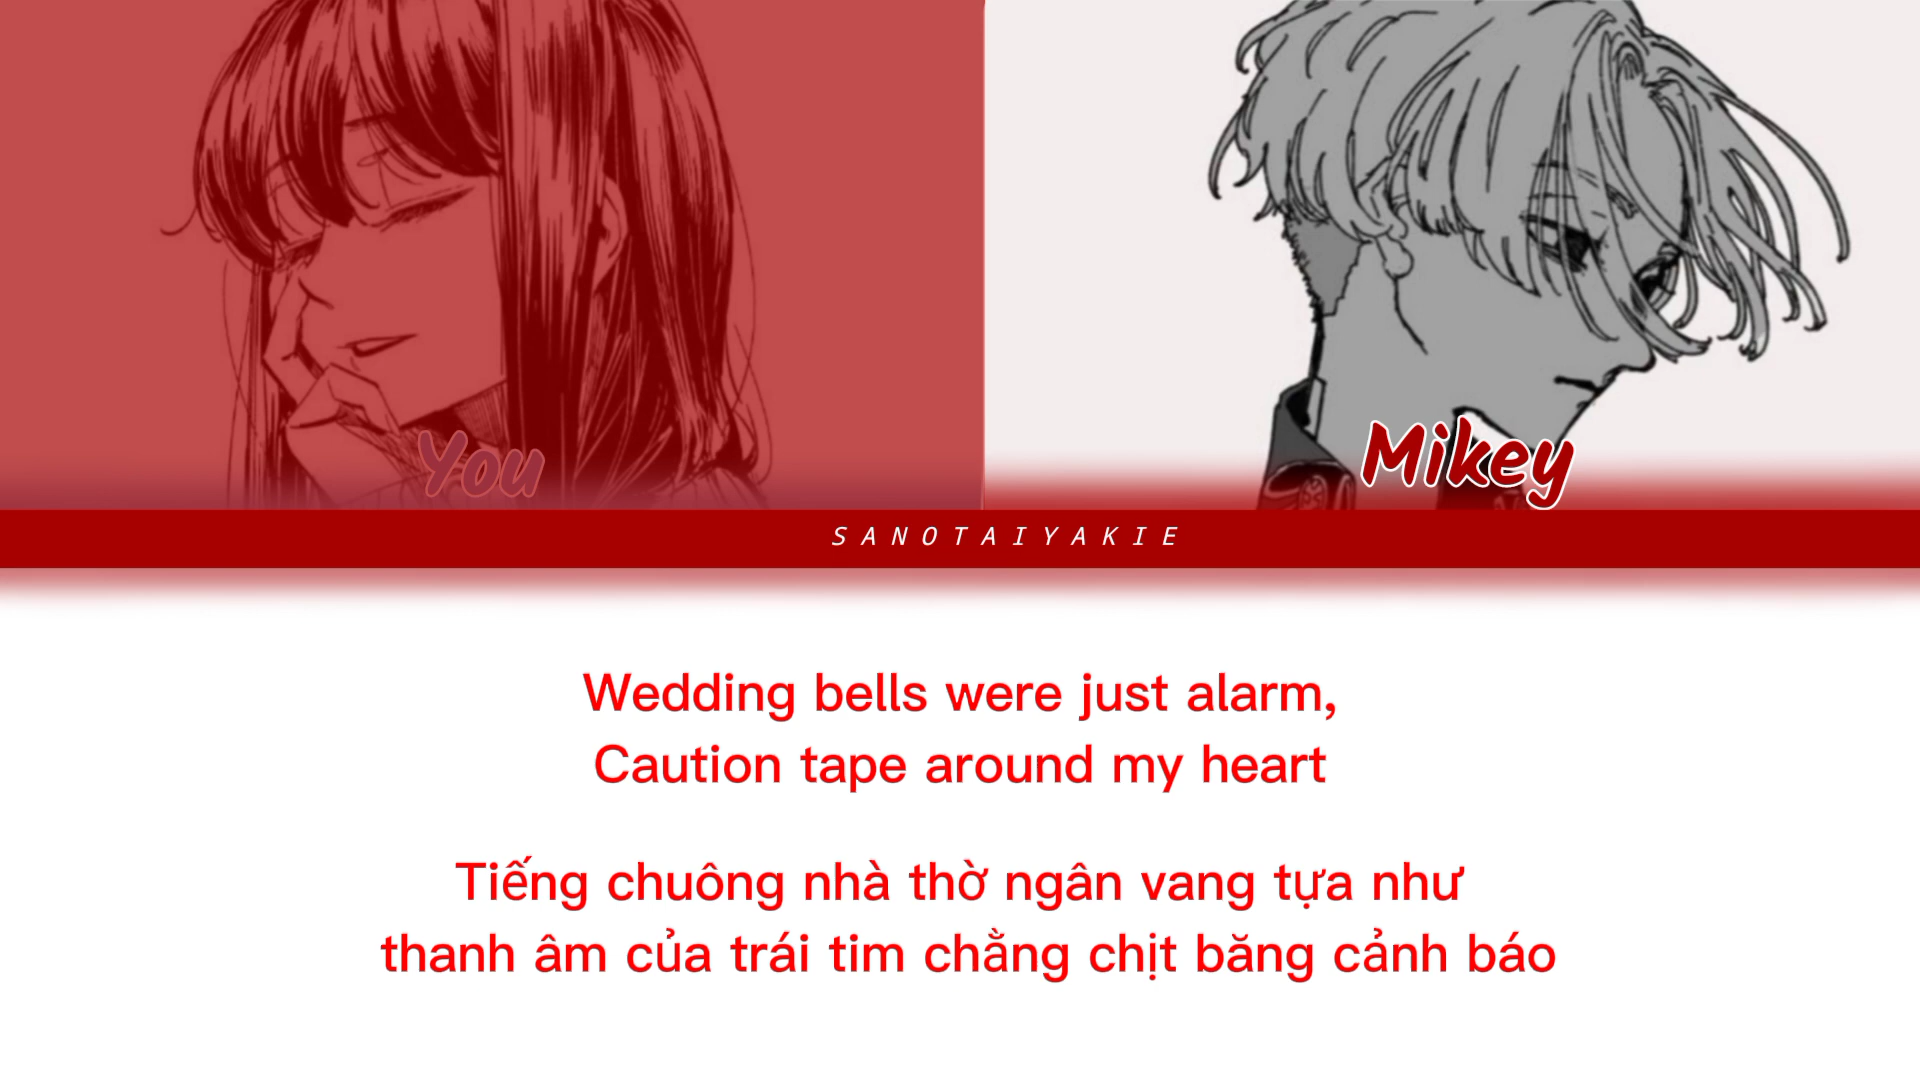 You
Mikey
SANOTAIYAKIE
Wedding bells were just alarm,
Caution tape around my heart
Tiếng chuông nhà thờ ngân vang tựa như
thanh âm của trái tim chằng chịt băng cảnh báo